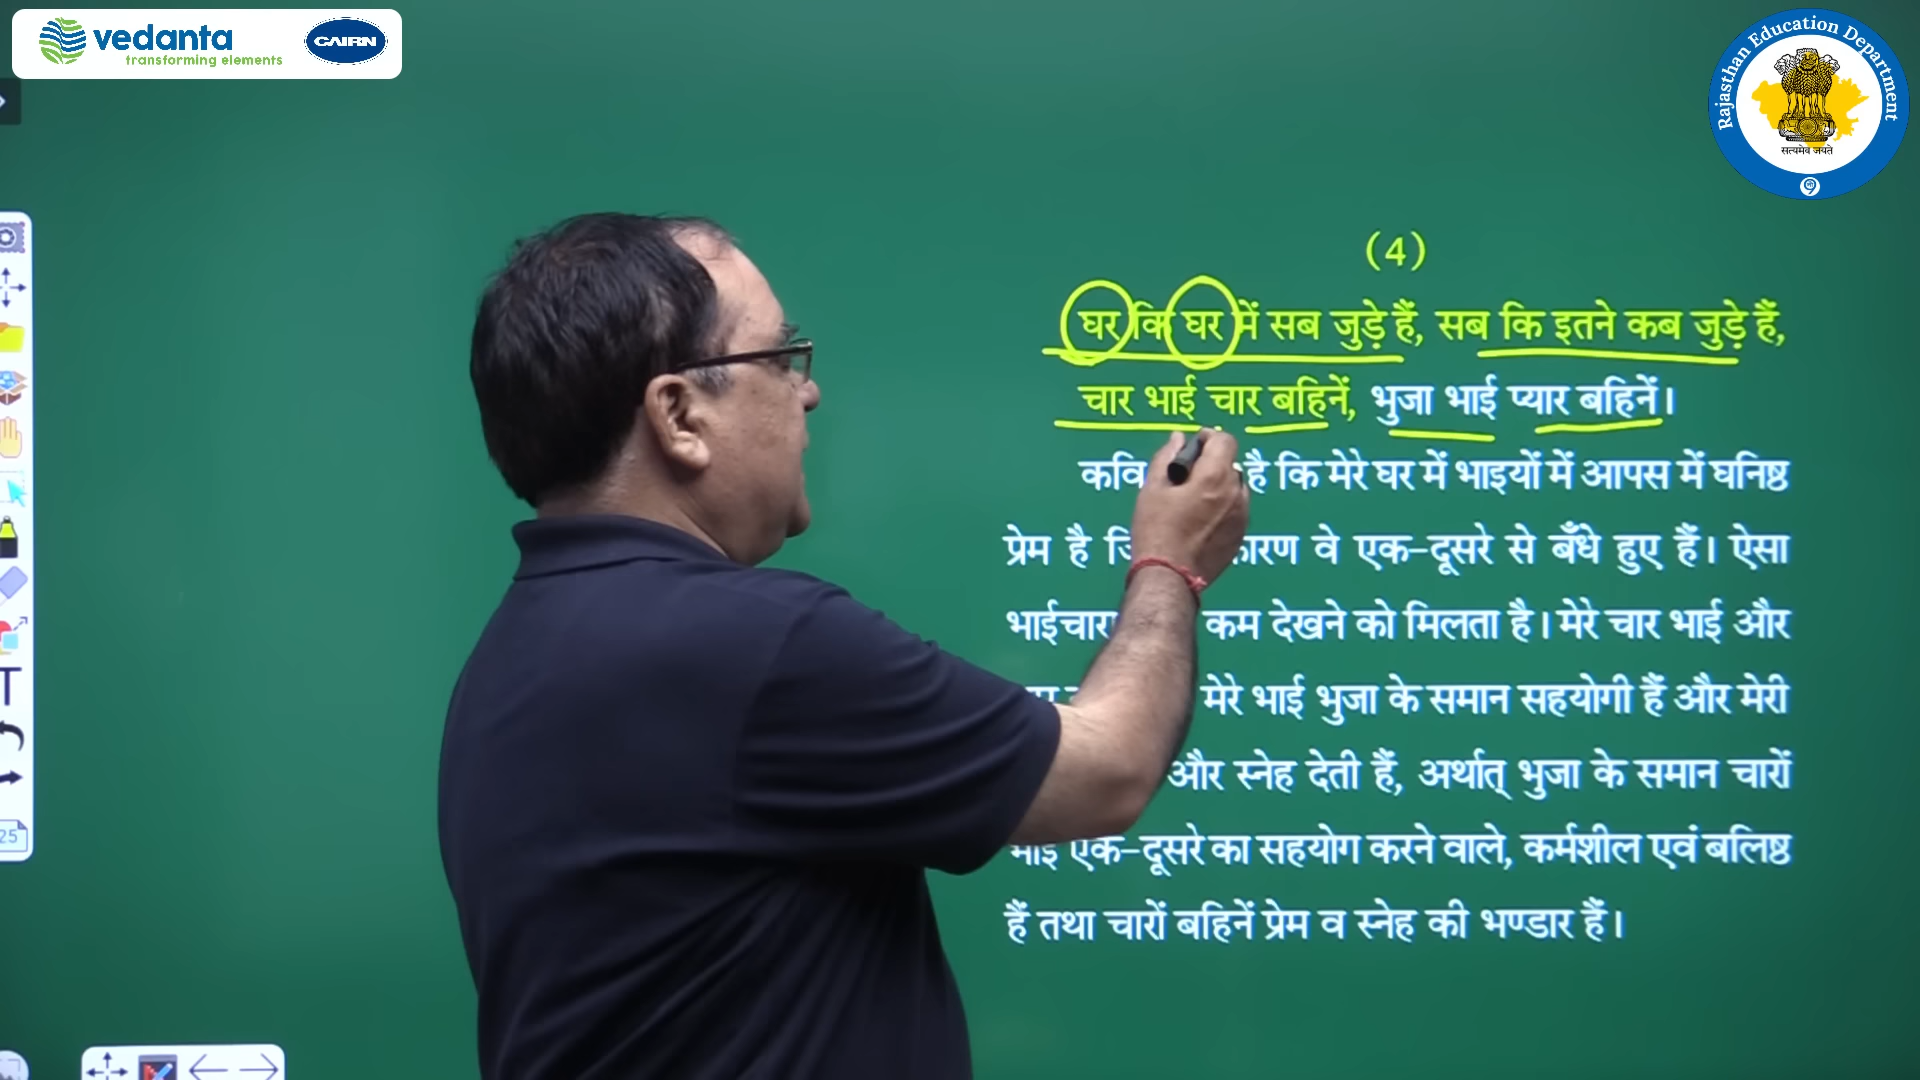 vedanta
transforming elements
CAIRN
Rajasthan Education Department
सत्यमेव जयते
(4)
घर कि घर में सब जुड़े हैं, सब कि इतने कब जुड़े हैं,
चार भाई चार बहिनें, भुजा भाई प्यार बहिनें।
कवि है कि मेरे घर में भाइयों में आपस में घनिष्ठ
प्रेम है कारण वे एक-दूसरे से बँधे हुए हैं। ऐसा
कम देखने को मिलता है। मेरे चार भाई और
मेरे भाई भुजा के समान सहयोगी हैं और मेरी
और स्नेह देती हैं, अर्थात् भुजा के समान चारों
भाई एक-दूसरे का सहयोग करने वाले, कर्मशील एवं बलिष्ठ
हैं तथा चारों बहिनें प्रेम व स्नेह की भण्डार हैं।
T
25